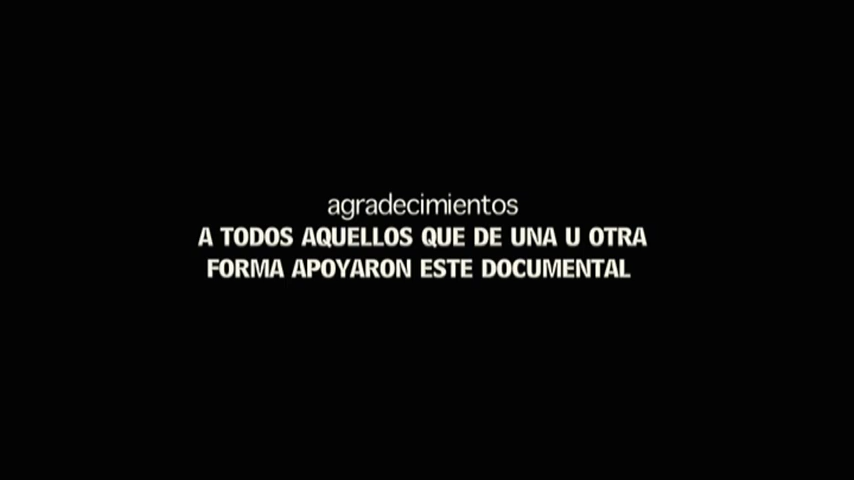 agradecimientos
A TODOS AQUELLOS QUE DE UNA U OTRA
FORMA APOYARON ESTE DOCUMENTAL